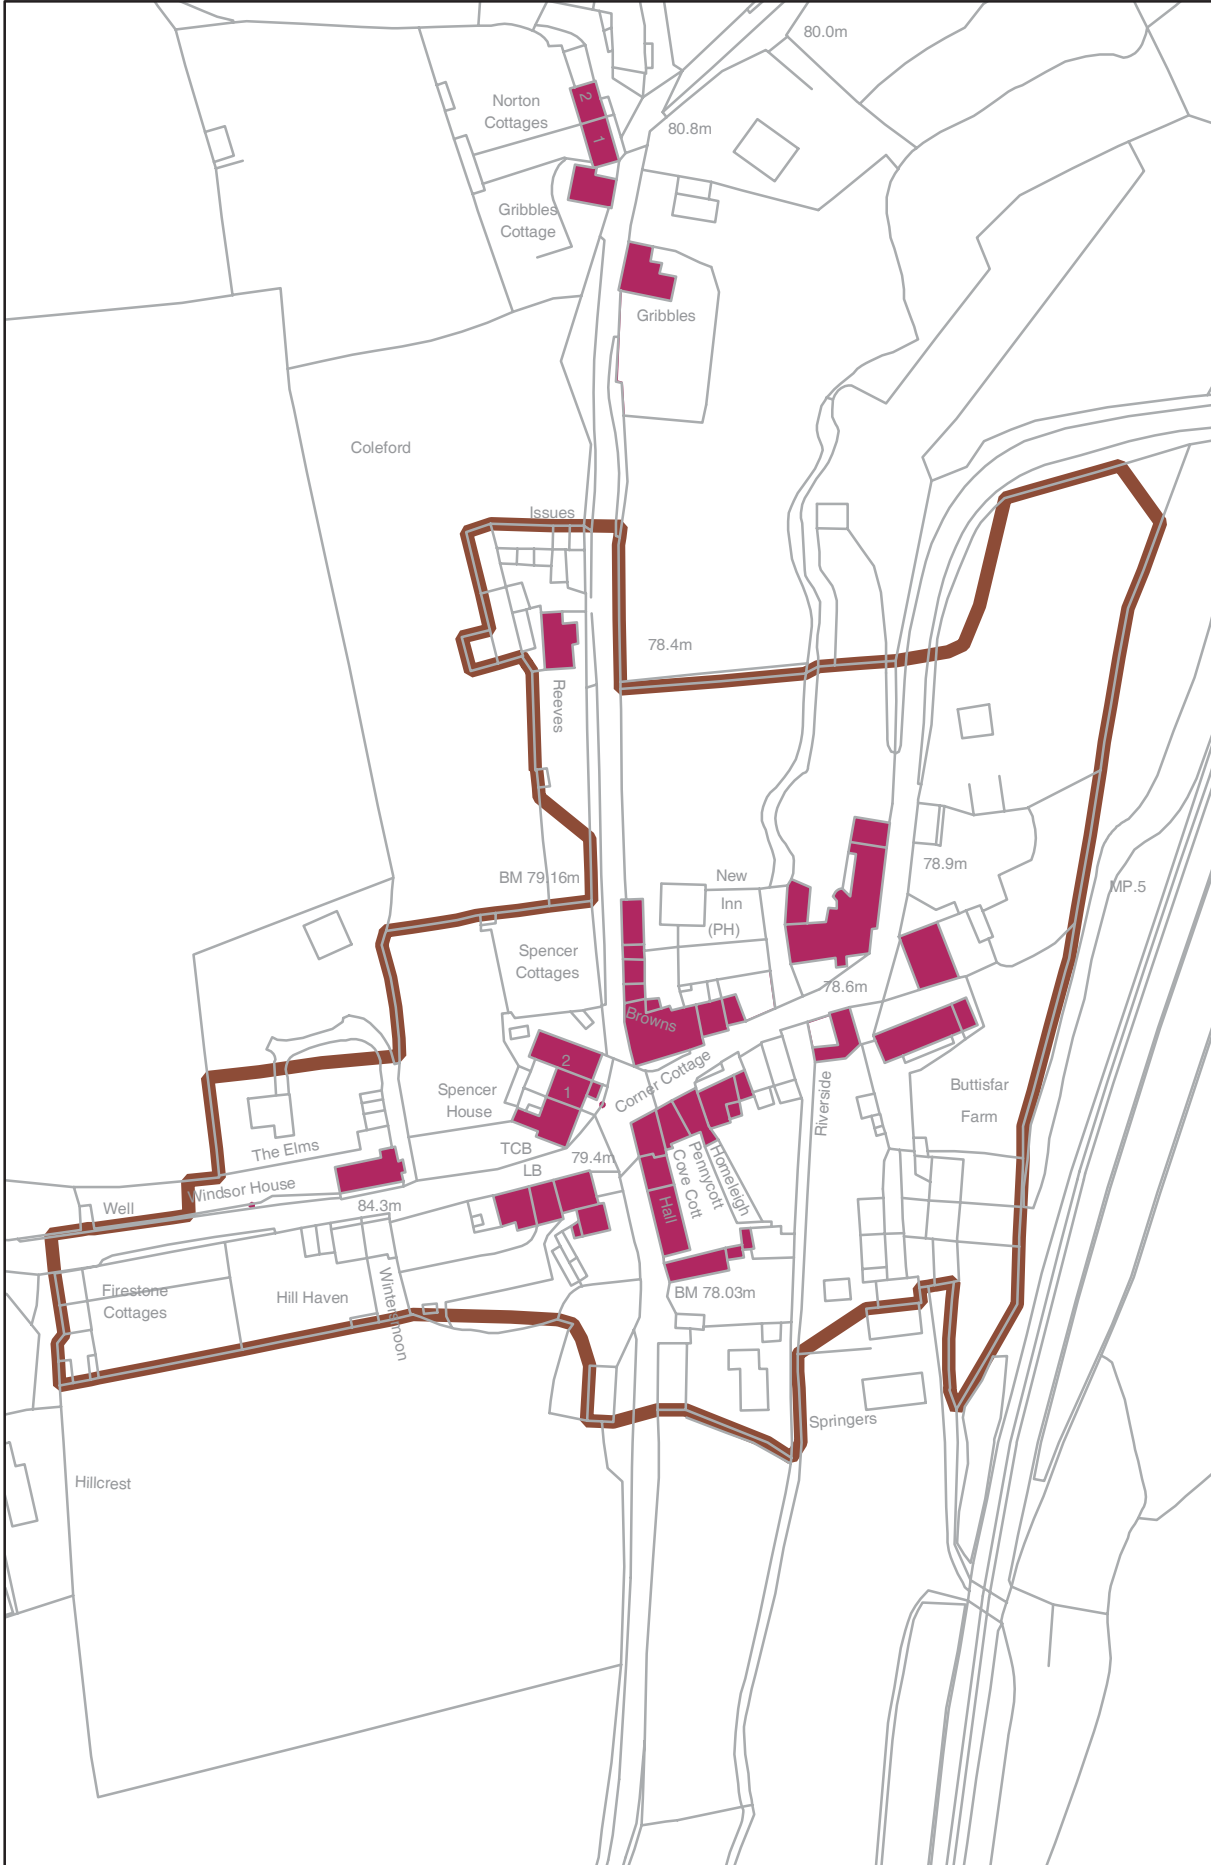 80.0m
Norton
Cottages
2
1
80.8m
Gribbles
Cottage
Gribbles
Coleford
Issues
78.4m
Reeves
BM 79.16m
New
Inn
(PH)
78.9m
MP.5
Spencer
Cottages
78.6m
Browns
2
1
Corner Cottage
Spencer
House
Riverside
Buttisfar
Farm
The Elms
TCB
LB
79.4m
Homeleigh
Pennycott
Cove Cott
Hall
Windsor House
Well
84.3m
Firestone
Cottages
Hill Haven
Wintersmoon
BM 78.03m
Springers
Hillcrest